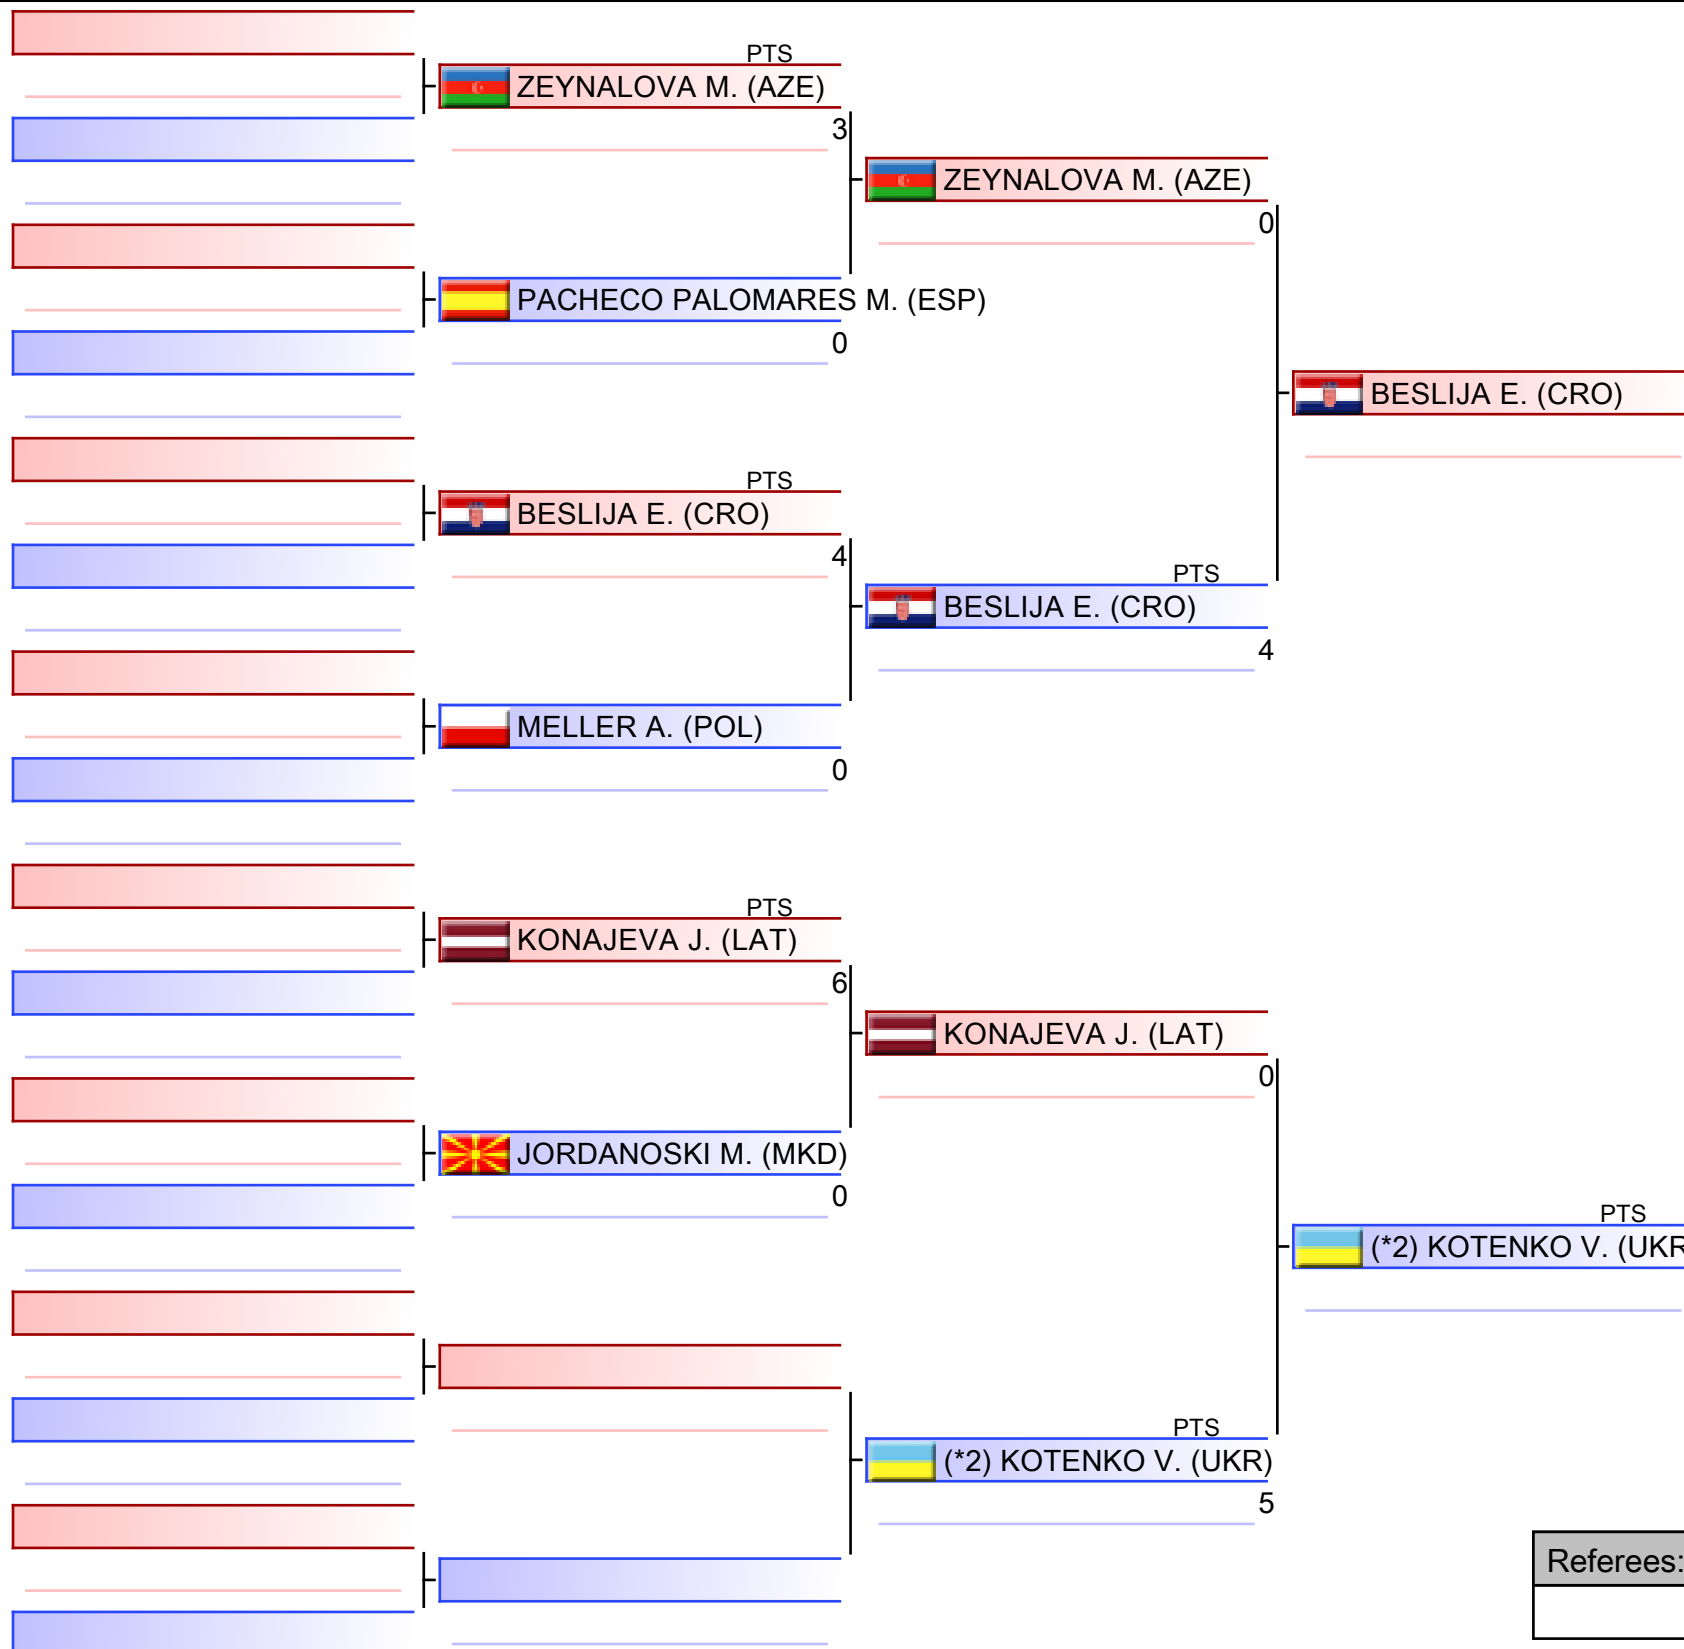 PTS
ZEYNALOVA M. (AZE)
3
ZEYNALOVA M. (AZE)
0
PACHECO PALOMARES M. (ESP)
0
BESLIJA E. (CRO)
PTS
BESLIJA E. (CRO)
4
PTS
BESLIJA E. (CRO)
4
MELLER A. (POL)
0
PTS
KONAJEVA J. (LAT)
6
KONAJEVA J. (LAT)
0
JORDANOSKI M. (MKD)
0
PTS
(*2) KOTENKO V. (UKR
PTS
(*2) KOTENKO V. (UKR)
5
Referees: